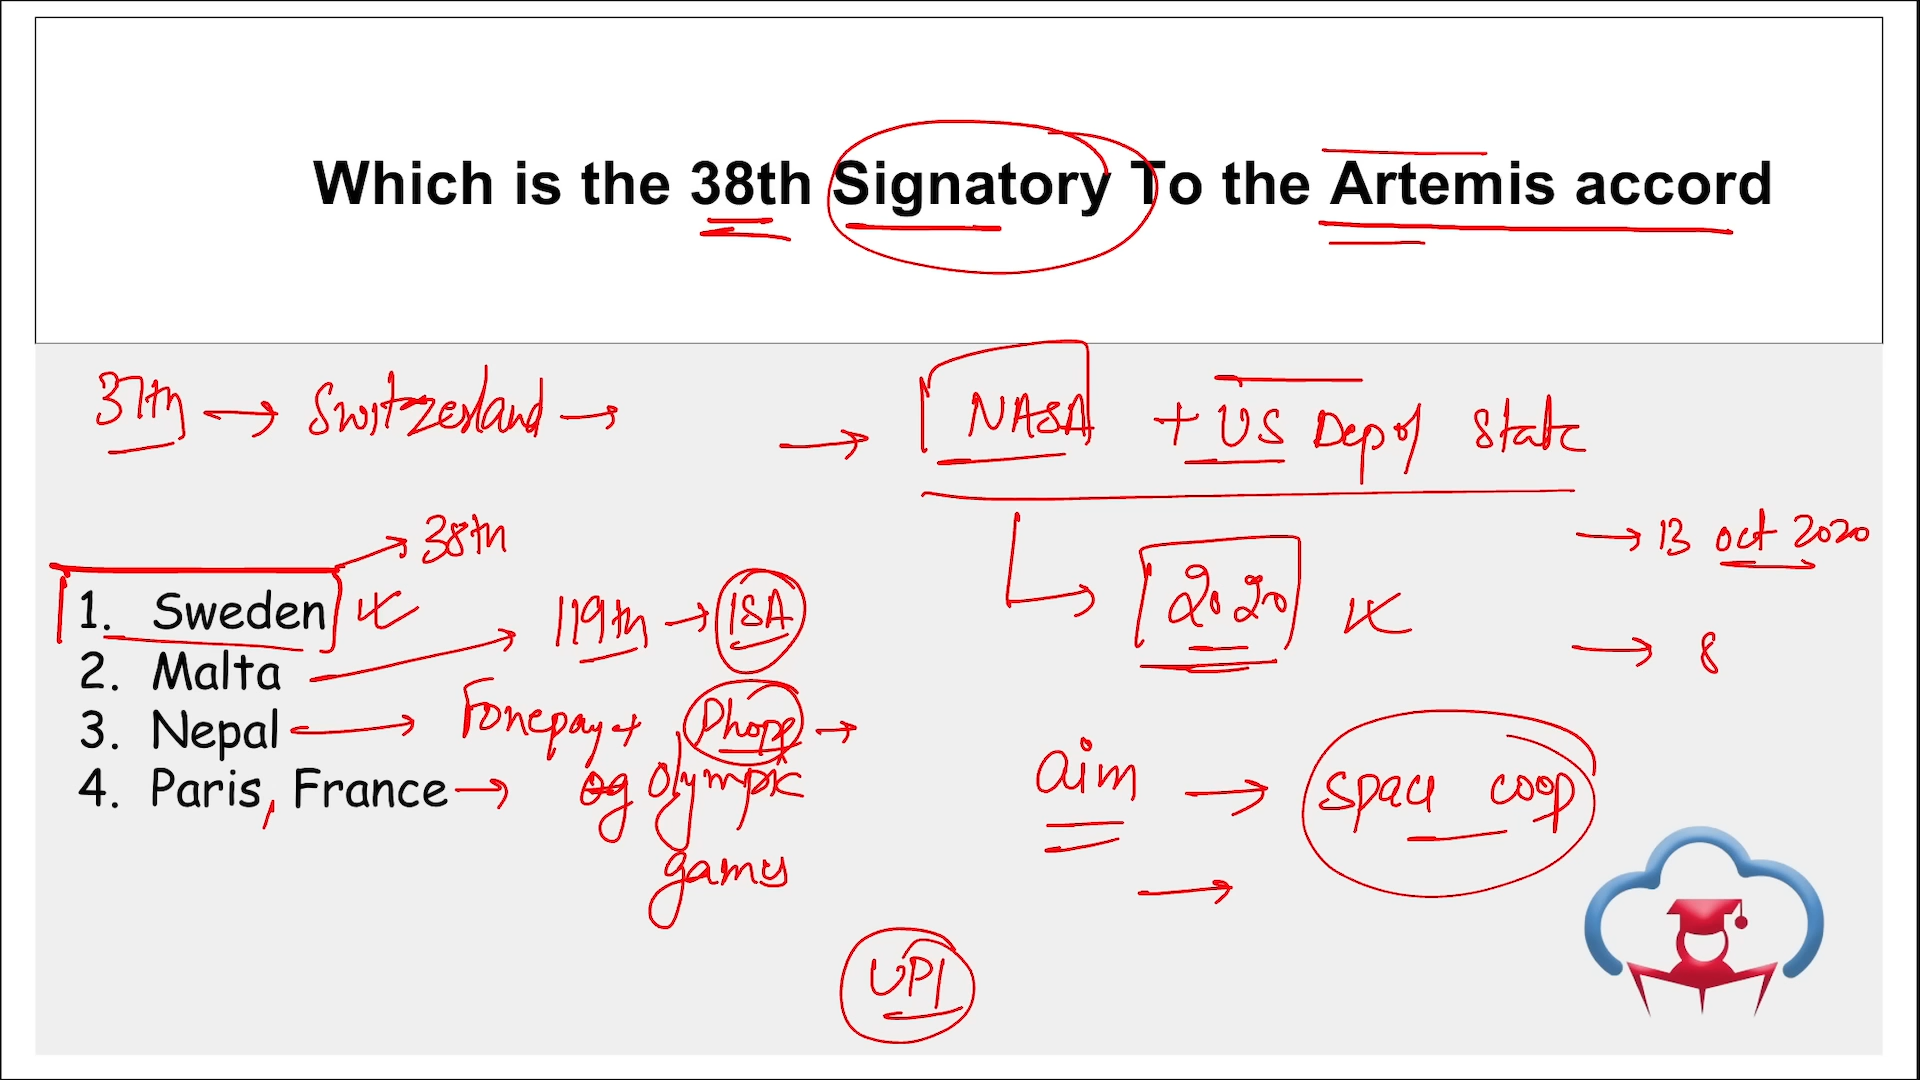 Which is the 38th Signatory To the Artemis accord
37th → Switzerland →
→ NASA + US Dep of State
→ 38th
→ 13 oct 2020
1. Sweden
119th → ISA
2020
2. Malta
→ 8
3. Nepal → Fonepay + Phope →
4. Paris, France → og olympic
games
aim → space coop
→
UPI